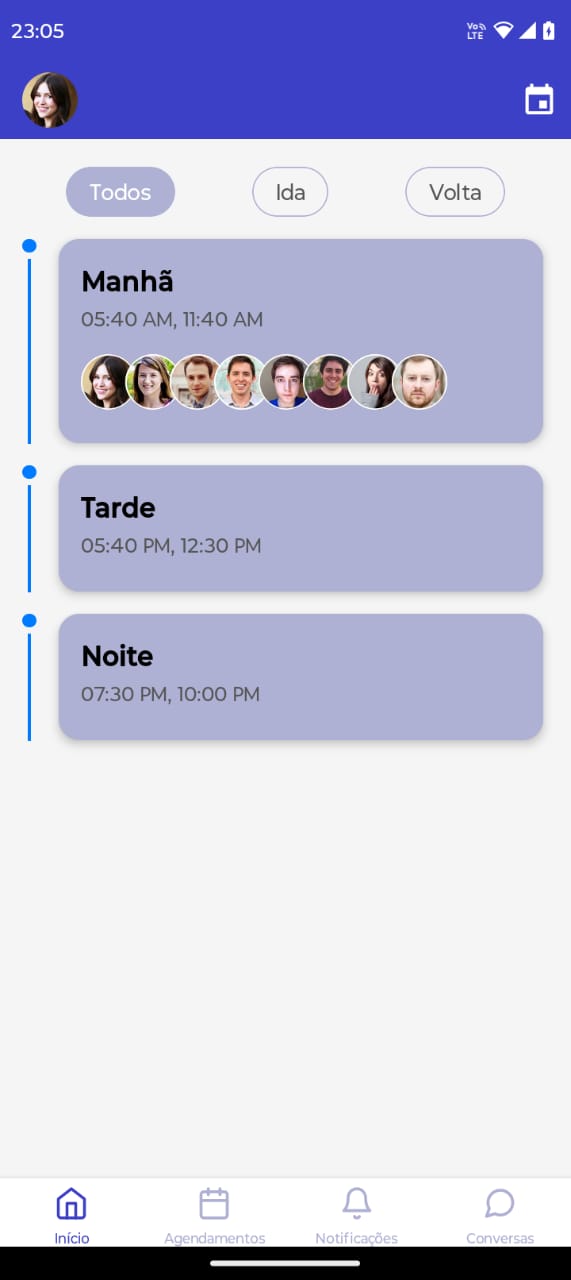 23:05
Vo
LTE
Todos
Ida
Volta
Manhã
05:40 AM, 11:40 AM
Tarde
05:40 PM, 12:30 PM
Noite
07:30 PM, 10:00 PM
Início
Agendamentos
Notificações
Conversas